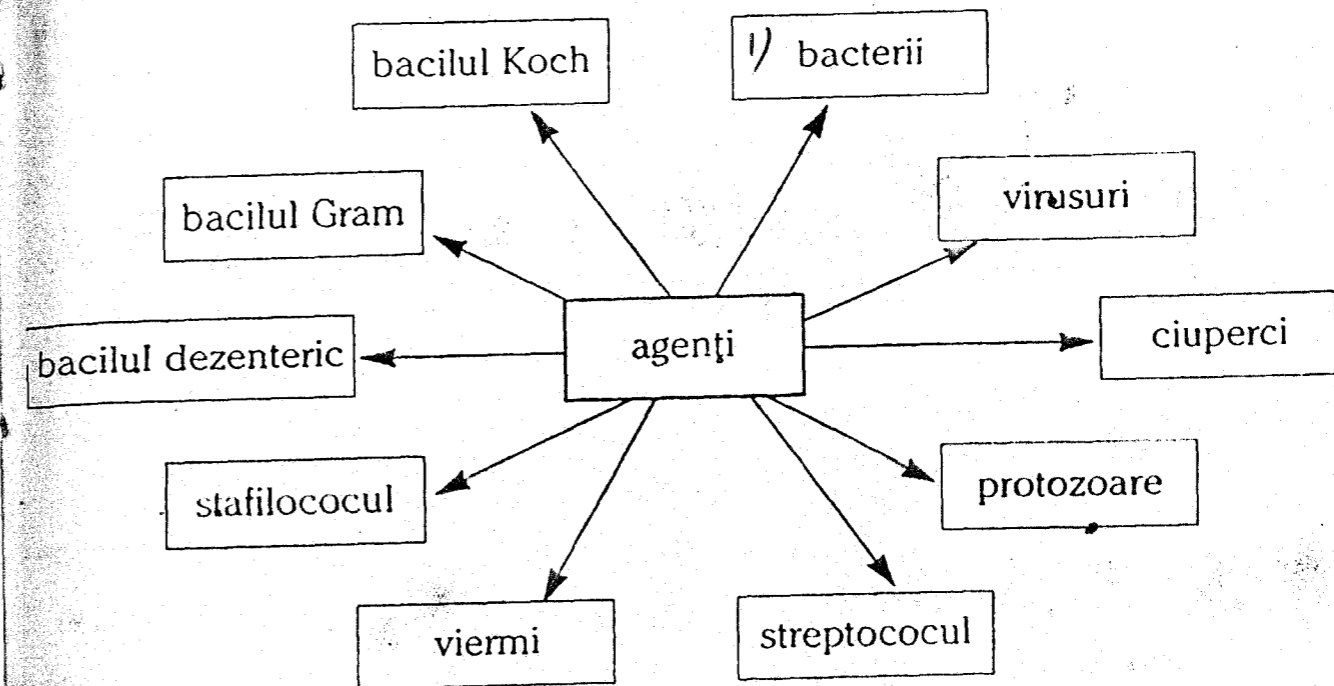 bacilul Koch
1) bacterii
bacilul Gram
virusuri
bacilul dezenteric
agenţi
ciuperci
stafilococul
protozoare
viermi
streptococul